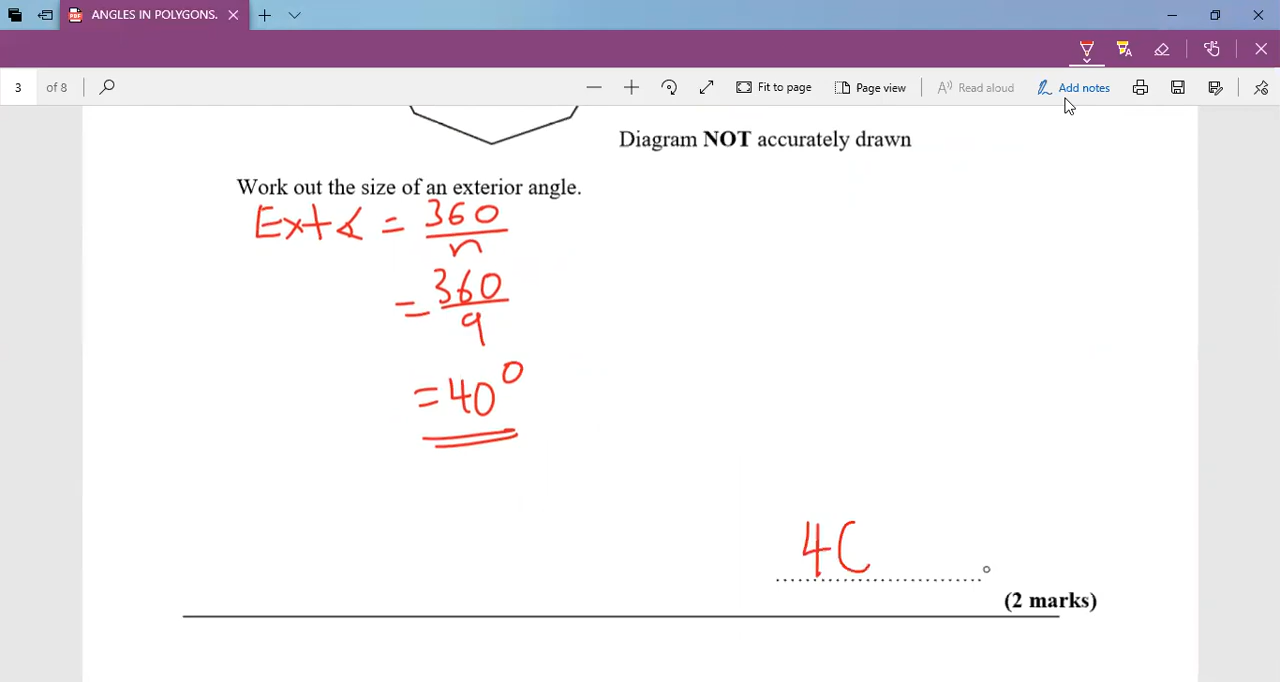 ANGLES IN POLYGONS.
3 of 8 Fit to page Page view Read aloud Add notes
Diagram NOT accurately drawn
Work out the size of an exterior angle.
Ext ∡ = 360/n
= 360/9
= 40°
4C °
(2 marks)